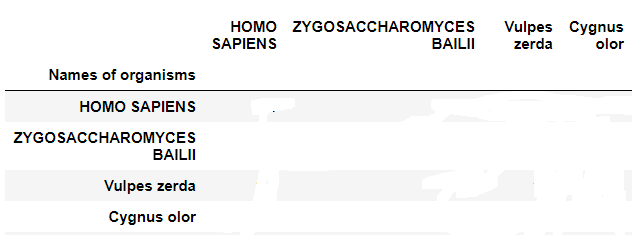 HOMO SAPIENS
ZYGOSACCHAROMYCES BAILII
Vulpes zerda
Cygnus olor
Names of organisms
HOMO SAPIENS
ZYGOSACCHAROMYCES
BAILII
Vulpes zerda
Cygnus olor